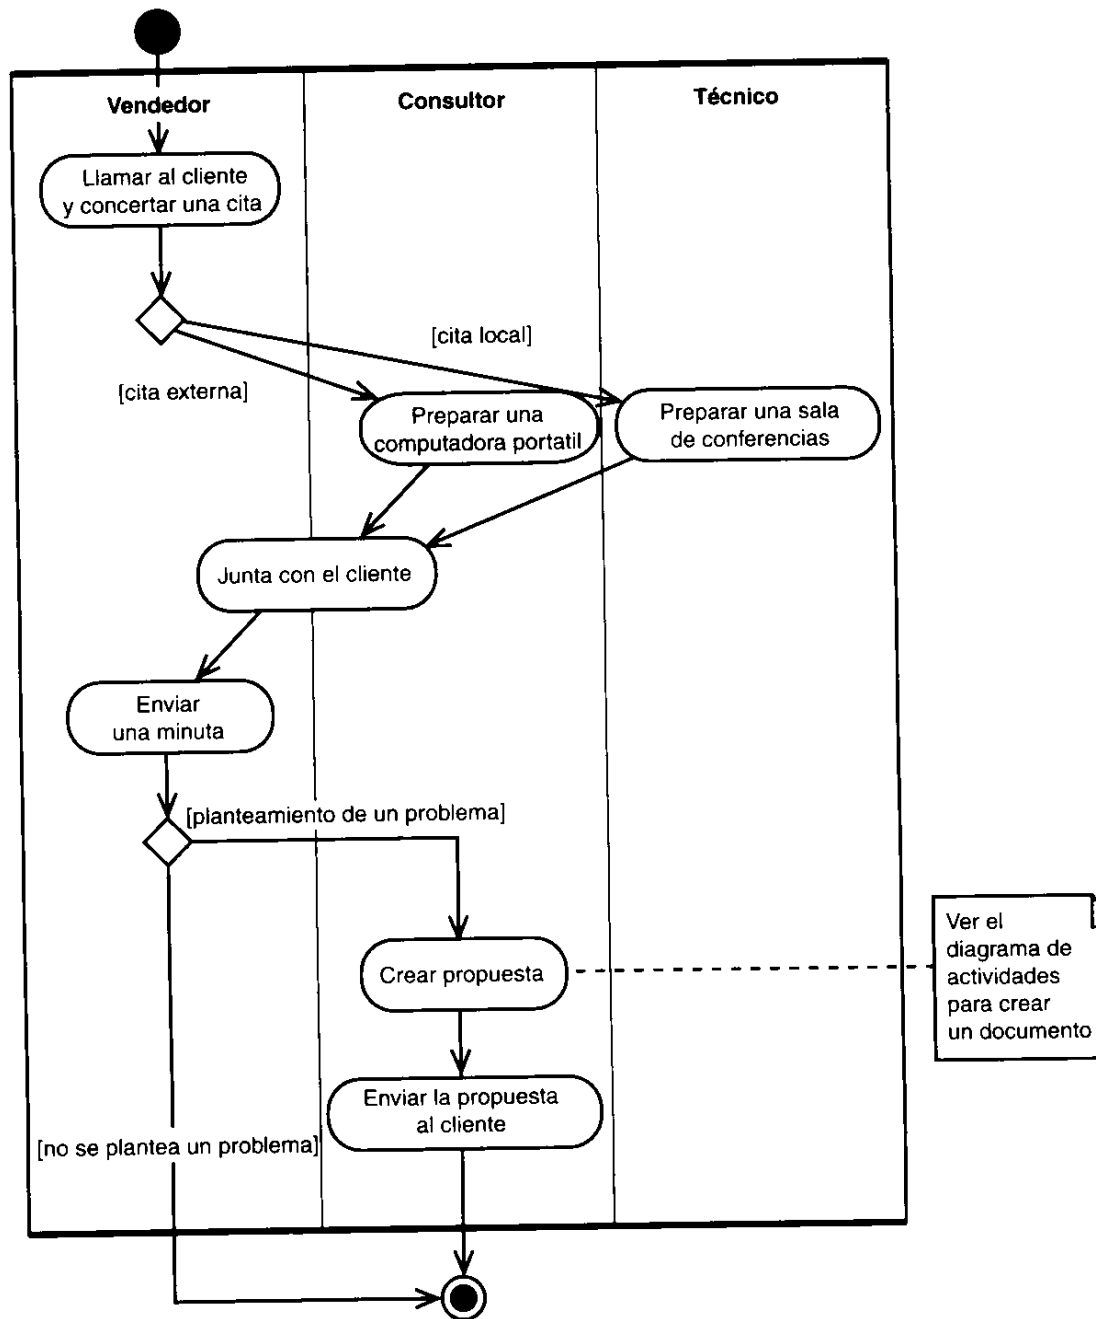 Vendedor
Consultor
Técnico
Llamar al cliente
y concertar una cita
[cita local]
[cita externa]
Preparar una
computadora portatil
Preparar una sala
de conferencias
Junta con el cliente
Enviar
una minuta
[planteamiento de un problema]
Ver el
diagrama de
actividades
para crear
un documento
Crear propuesta
Enviar la propuesta
al cliente
[no se plantea un problema]